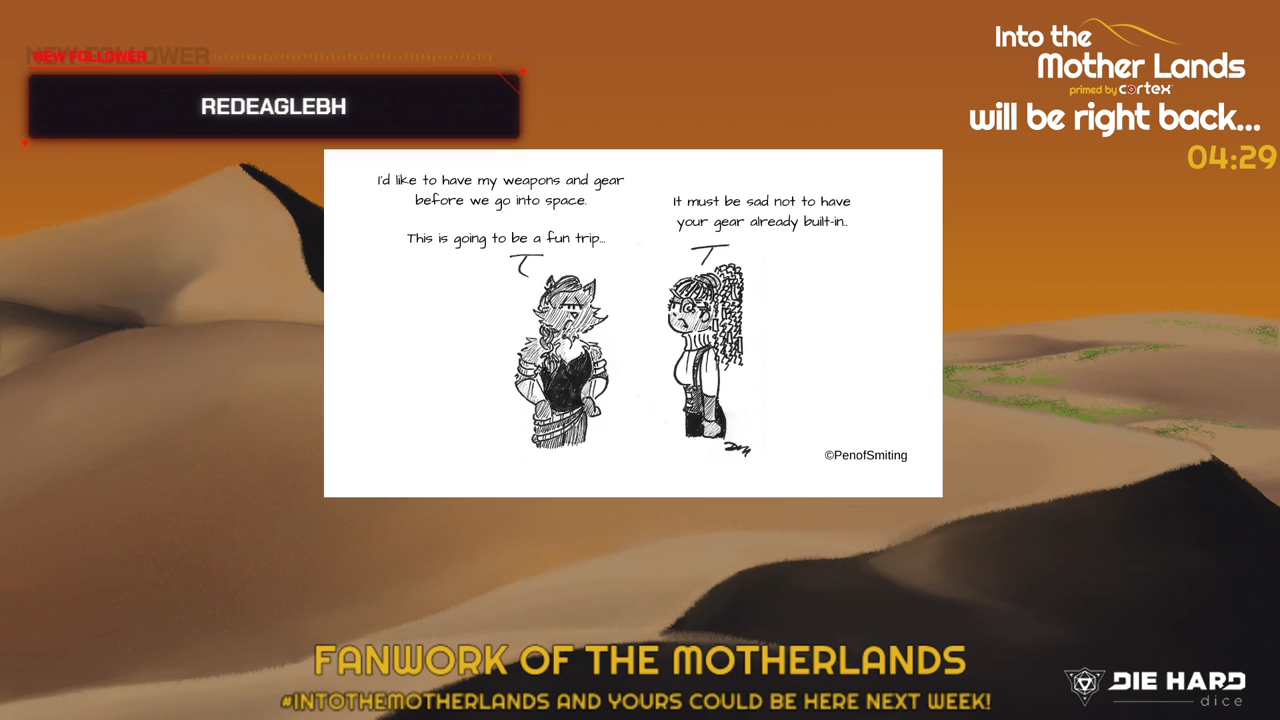 NEW FOLLOWER
NEW FOLLOWER
REDEAGLEBH
Into the
Mother Lands
primed by cortex
will be right back...
04:29
I'd like to have my weapons and gear
before we go into space.
This is going to be a fun trip...
It must be sad not to have
your gear already built-in..
©PenofSmiting
FANWORK OF THE MOTHERLANDS
#INTOTHEMOTHERLANDS AND YOURS COULD BE HERE NEXT WEEK!
DIE HARD
dice